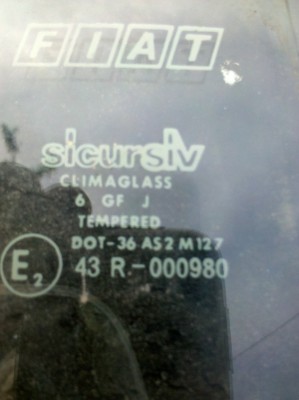 FIAT
sicursiv
CLIMAGLASS
6 GF J
TEMPERED
DOT-36 AS2 M127
E2 43 R.-000980